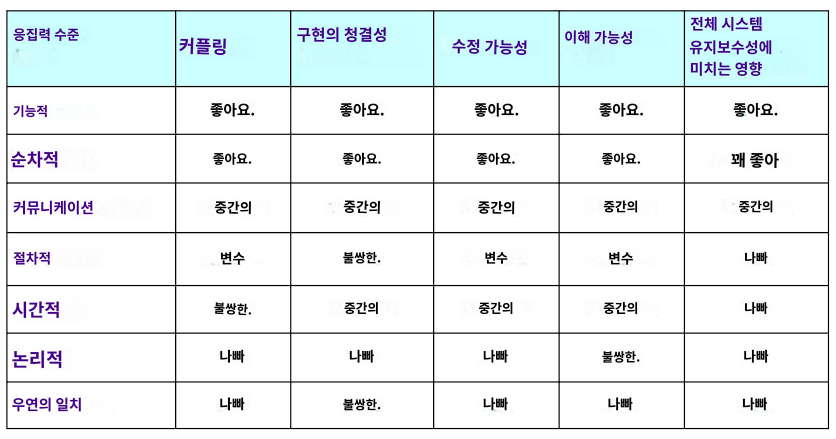 응집력 수준 커플링 구현의 청결성 수정 가능성 이해 가능성 전체 시스템
유지보수성에
미치는 영향
기능적 좋아요. 좋아요. 좋아요. 좋아요. 좋아요.
순차적 좋아요. 좋아요. 좋아요. 좋아요. 꽤 좋아
커뮤니케이션 중간의 중간의 중간의 중간의 중간의
절차적 변수 불쌍한. 변수 변수 나빠
시간적 불쌍한. 중간의 중간의 중간의 나빠
논리적 나빠 나빠 나빠 불쌍한. 나빠
우연의 일치 나빠 불쌍한. 나빠 나빠 나빠